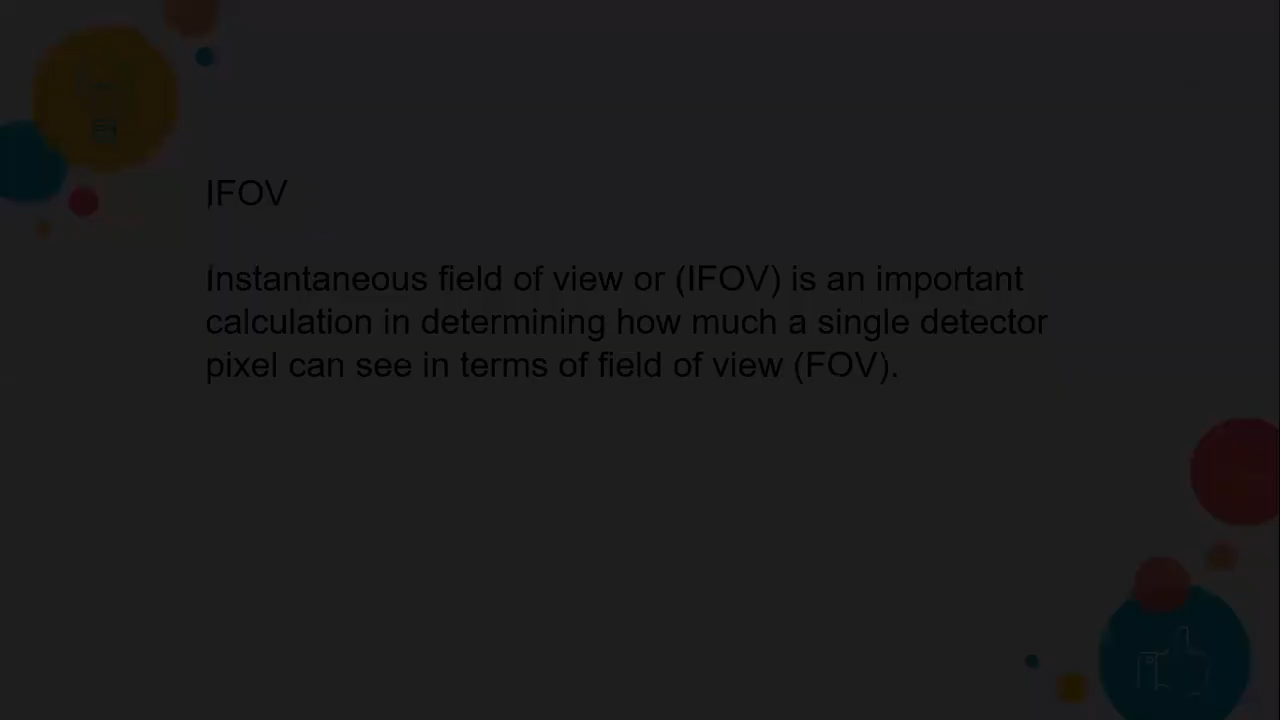 IFOV
Instantaneous field of view or (IFOV) is an important
calculation in determining how much a single detector
pixel can see in terms of field of view (FOV).